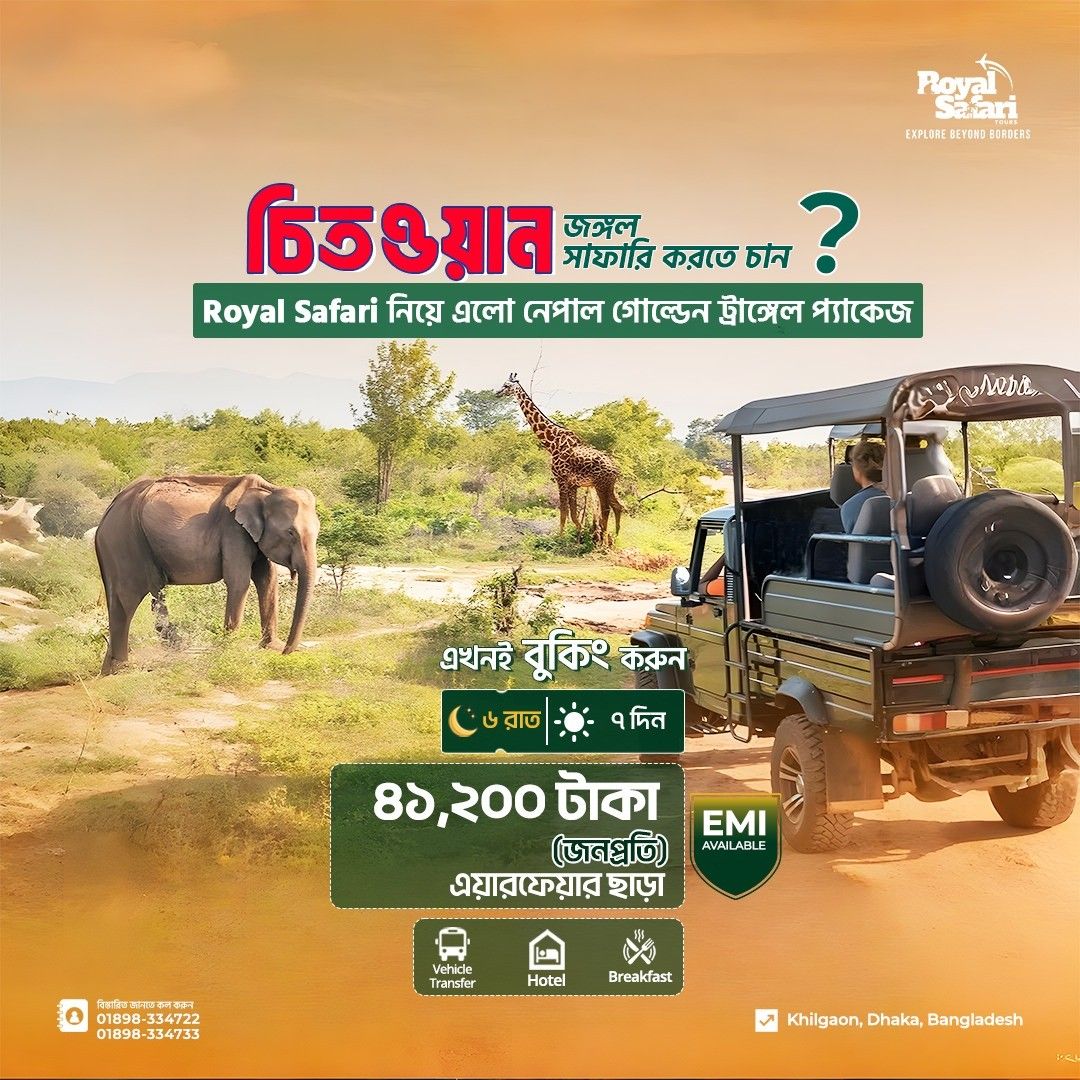 Royal
Safari
TOURS
EXPLORE BEYOND BORDERS
চিতওয়ান জঙ্গল
সাফারি করতে চান ?
Royal Safari নিয়ে এলো নেপাল গোল্ডেন ট্রাঙ্গেল প্যাকেজ
এখনই বুকিং করুন
৬ রাত ৭ দিন
৪১,২০০ টাকা
(জনপ্রতি)
এয়ারফেয়ার ছাড়া
EMI
AVAILABLE
Vehicle
Transfer
Hotel
Breakfast
বিস্তারিত জানতে কল করুন
01898-334722
01898-334733
Khilgaon, Dhaka, Bangladesh